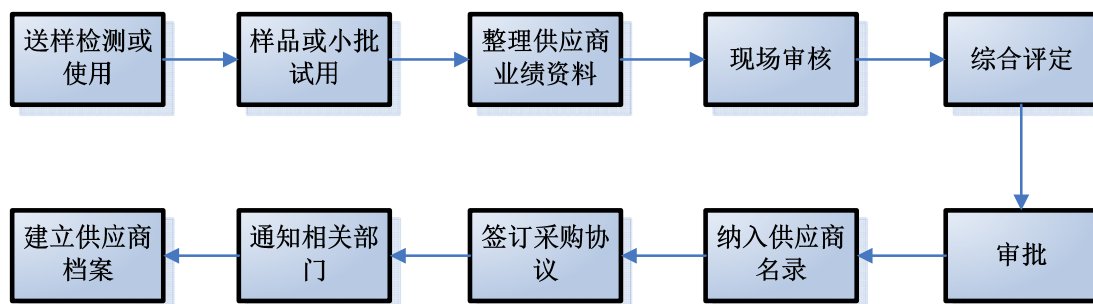 送样检测或
使用
样品或小批
试用
整理供应商
业绩资料
现场审核
综合评定
审批
纳入供应商
名录
签订采购协
议
通知相关部
门
建立供应商
档案